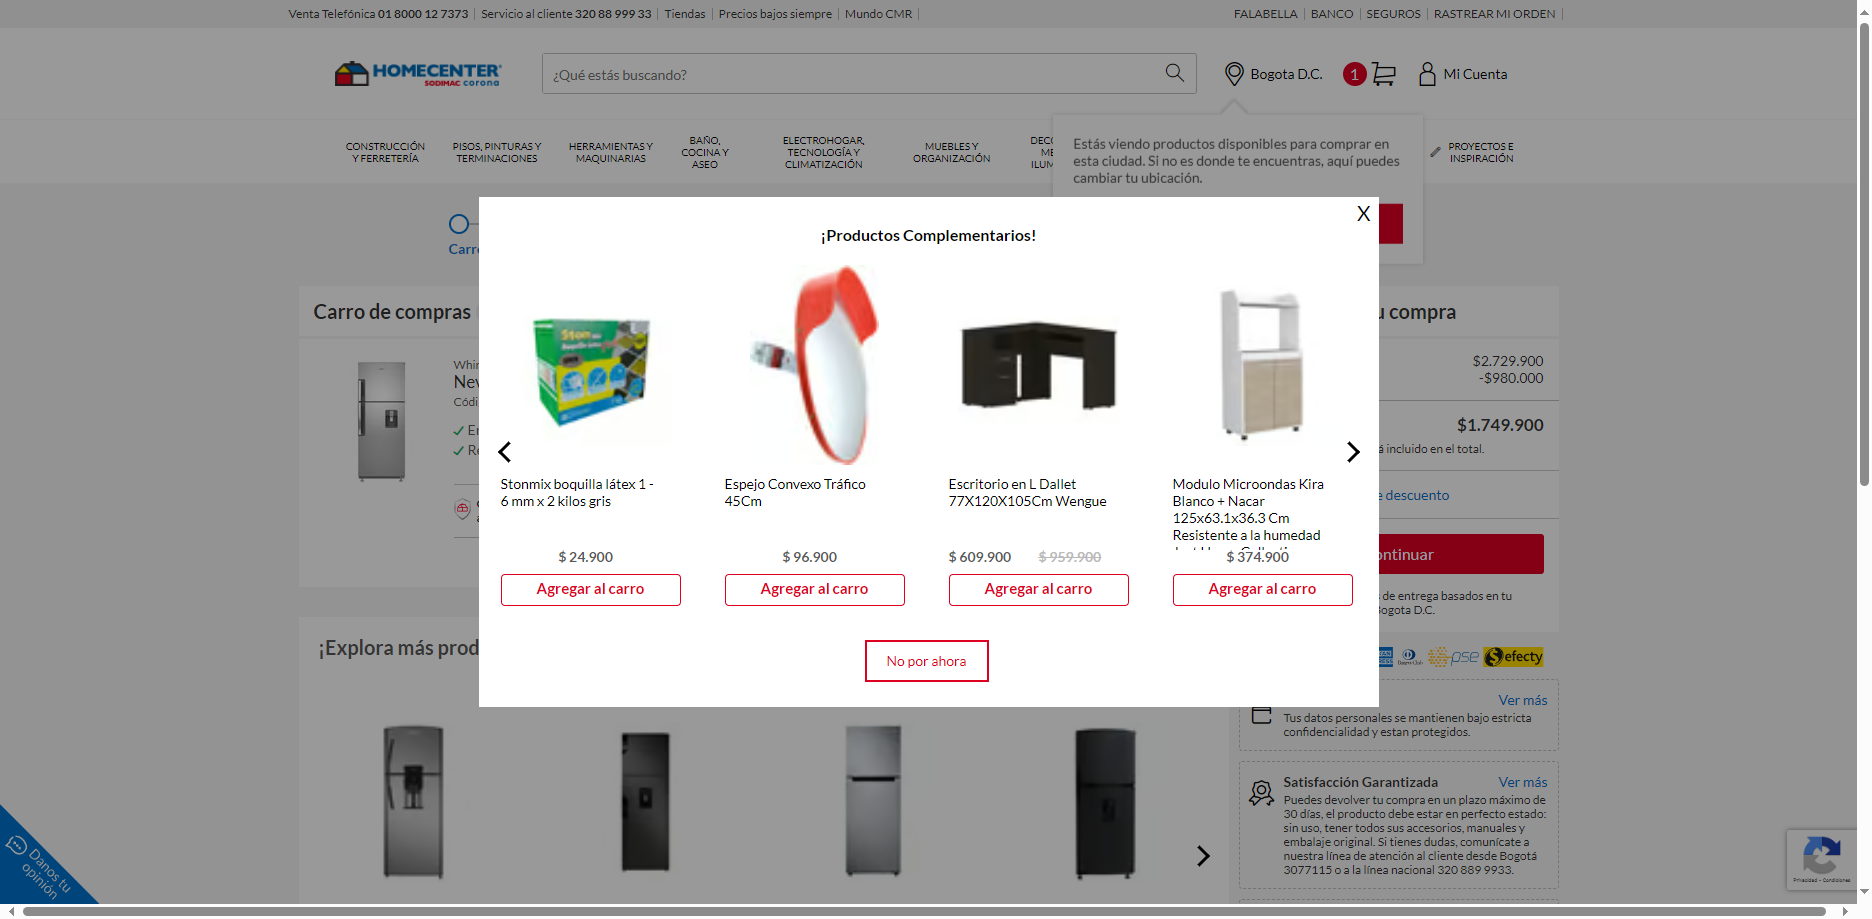 Venta Telefónica 01 8000 12 7373
Servicio al cliente 320 88 999 33
Tiendas
Precios bajos siempre
Mundo CMR
FALABELLA
BANCO
SEGUROS
RASTREAR MI ORDEN
HOMECENTER
SODIMAC corona
¿Qué estás buscando?
Bogota D.C.
1
Mi Cuenta
CONSTRUCCIÓN
Y FERRETERÍA
PISOS, PINTURAS Y
TERMINACIONES
HERRAMIENTAS Y
MAQUINARIAS
BAÑO,
COCINA Y
ASEO
ELECTROHOGAR,
TECNOLOGÍA Y
CLIMATIZACIÓN
MUEBLES Y
ORGANIZACIÓN
PROYECTOS E
INSPIRACIÓN
Estás viendo productos disponibles para comprar en
esta ciudad. Si no es donde te encuentras, aquí puedes
cambiar tu ubicación.
X
¡Productos Complementarios!
Stonmix boquilla látex 1 -
6 mm x 2 kilos gris
$ 24.900
Agregar al carro
Espejo Convexo Tráfico
45Cm
$ 96.900
Agregar al carro
Escritorio en L Dallet
77X120X105Cm Wengue
$ 609.900 $ 959.900
Agregar al carro
Modulo Microondas Kira
Blanco + Nacar
125x63.1x36.3 Cm
Resistente a la humedad
$ 374.900
Agregar al carro
No por ahora
Carro de compras
compra
$2.729.900
-$980.000
$1.749.900
incluido en el total.
descuento
de entrega basados en tu
Bogota D.C.
pse
efecty
¡Explora más
Ver más
Tus datos personales se mantienen bajo estricta
confidencialidad y estan protegidos.
Satisfacción Garantizada
Ver más
Puedes devolver tu compra en un plazo máximo de
30 días, el producto debe estar en perfecto estado:
sin uso, tener todos sus accesorios, manuales y
embalaje original. Si tienes dudas, comunícate a
nuestra línea de atención al cliente desde Bogotá
3077115 o a la línea nacional 320 889 9933.
Danos tu
opinión
Privacidad - Condiciones